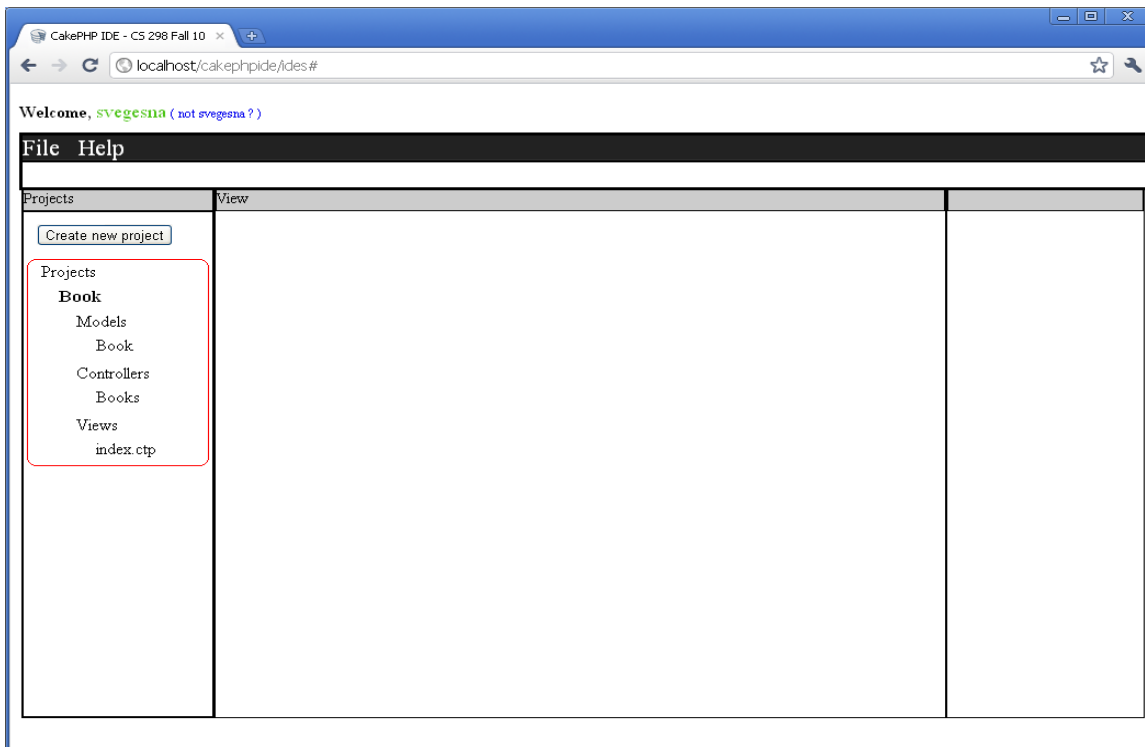 CakePHP IDE - CS 298 Fall 10
localhost/cakephpide/ides#
Welcome, svegesna ( not svegesna ? )
File Help
Projects View
Create new project
Projects
Book
Models
Book
Controllers
Books
Views
index.ctp